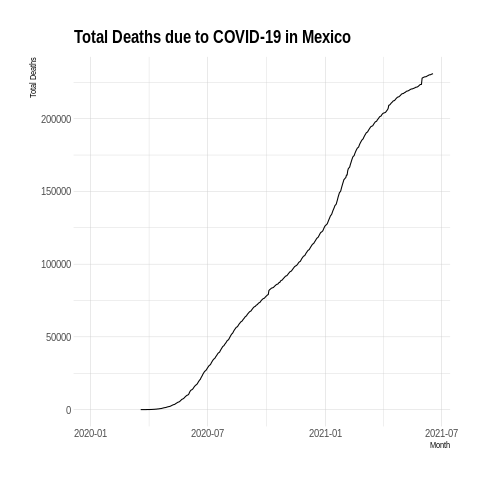 Total Deaths due to COVID-19 in Mexico
Total Deaths
200000
150000
100000
50000
0
2020-01 2020-07 2021-01 2021-07
Month